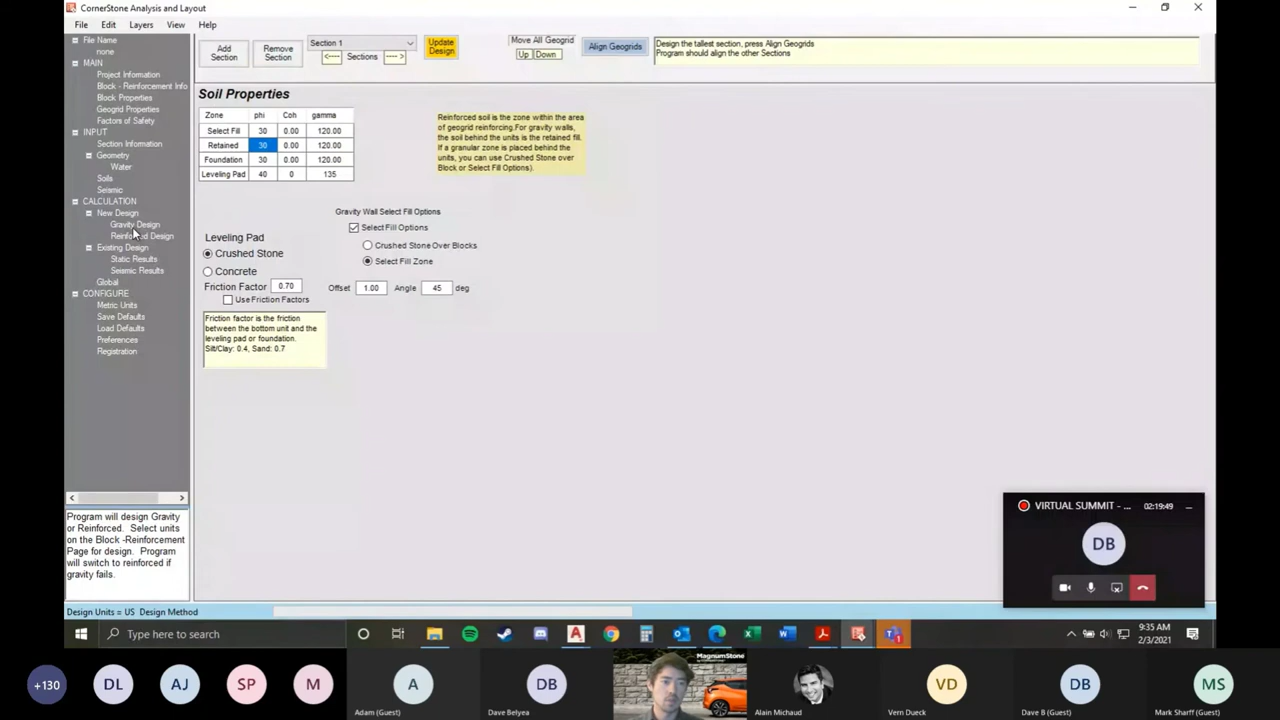 CornerStone Analysis and Layout
File Edit Layers View Help
File Name
none
MAIN
Project Information
Block - Reinforcement Info
Block Properties
Geogrid Properties
Factors of Safety
INPUT
Section Information
Geometry
Water
Soils
Seismic
CALCULATION
New Design
Gravity Design
Reinforced Design
Existing Design
Static Results
Seismic Results
Global
CONFIGURE
Metric Units
Save Defaults
Load Defaults
Preferences
Registration
Program will design Gravity
or Reinforced. Select units
on the Block -Reinforcement
Page for design. Program
will switch to reinforced if
gravity fails.
Add
Section
Remove
Section
Section 1
<---- Sections ---- >
Update
Design
Move All Geogrid
Up Down
Align Geogrids
Design the tallest section, press Align Geogrids
Program should align the other Sections
Soil Properties
Zone phi Coh gamma
Select Fill 30 0.00 120.00
Retained 30 0.00 120.00
Foundation 30 0.00 120.00
Leveling Pad 40 0 135
Reinforced soil is the zone within the area
of geogrid reinforcing.For gravity walls,
the soil behind the units is the retained fill.
If a granular zone is placed behind the
units, you can use Crushed Stone over
Block or Select Fill Options).
Gravity Wall Select Fill Options
Select Fill Options
Crushed Stone Over Blocks
Select Fill Zone
Offset 1.00 Angle 45 deg
Leveling Pad
Crushed Stone
Concrete
Friction Factor 0.70
Use Friction Factors
Friction factor is the friction
between the bottom unit and the
leveling pad or foundation.
Silt/Clay: 0.4, Sand: 0.7
VIRTUAL SUMMIT - ... 02:19:49
DB
Design Units = US Design Method
Type here to search
9:35 AM
2/3/2021
+130 DL AJ SP M A DB MagnumStone VD DB MS
Adam (Guest) Dave Belyea Alain Michaud Vern Dueck Dave B (Guest) Mark Sharff (Guest)